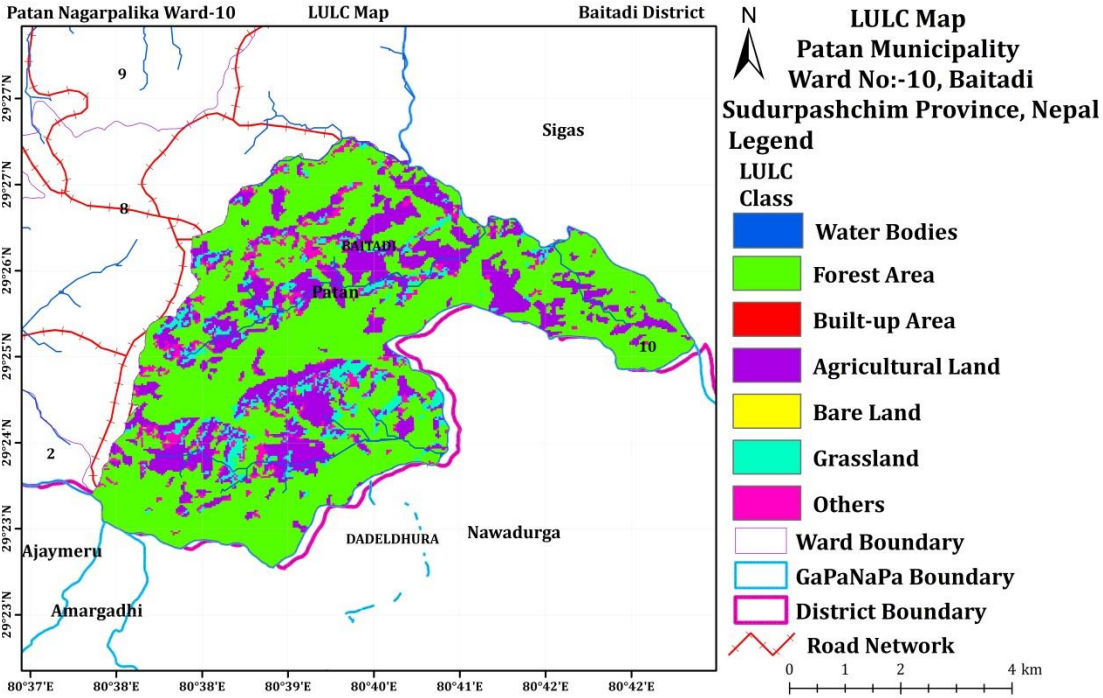 Patan Nagarpalika Ward-10 LULC Map Baitadi District
LULC Map
Patan Municipality
Ward No:-10, Baitadi
Sudurpashchim Province, Nepal
Legend
LULC
Class
Water Bodies
Forest Area
Built-up Area
Agricultural Land
Bare Land
Grassland
Others
Ward Boundary
GaPaNaPa Boundary
District Boundary
Road Network
0 1 2 4 km
N
9
Sigas
8
BAITADI
Patan
10
2
Nawadurga
DADELDHURA
Ajaymeru
Amargadhi
29°27'N
29°27'N
29°26'N
29°25'N
29°24'N
29°23'N
29°23'N
80°37'E 80°38'E 80°39'E 80°40'E 80°41'E 80°42'E 80°42'E